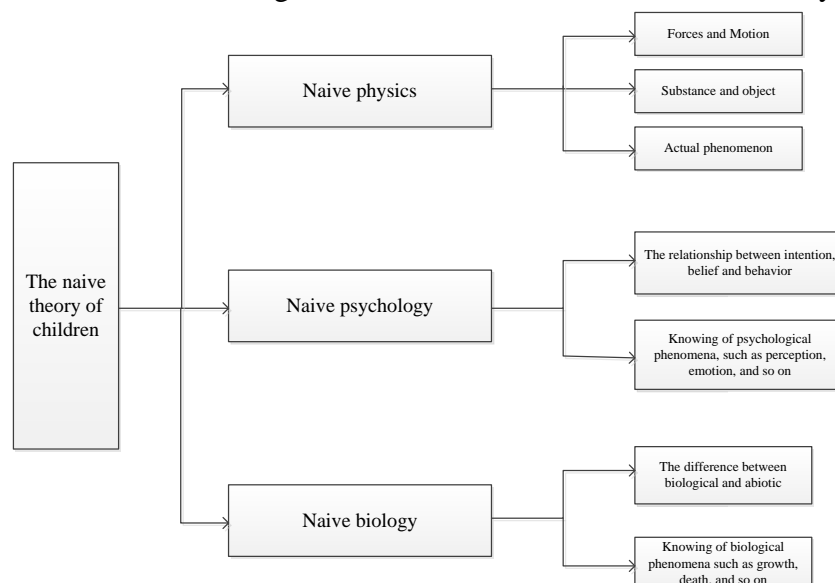 Forces and Motion
Naive physics
Substance and object
Actual phenomenon
The naive
theory of
children
Naive psychology
The relationship between intention,
belief and behavior
Knowing of psychological
phenomena, such as perception,
emotion, and so on
Naive biology
The difference between
biological and abiotic
Knowing of biological
phenomena such as growth,
death, and so on